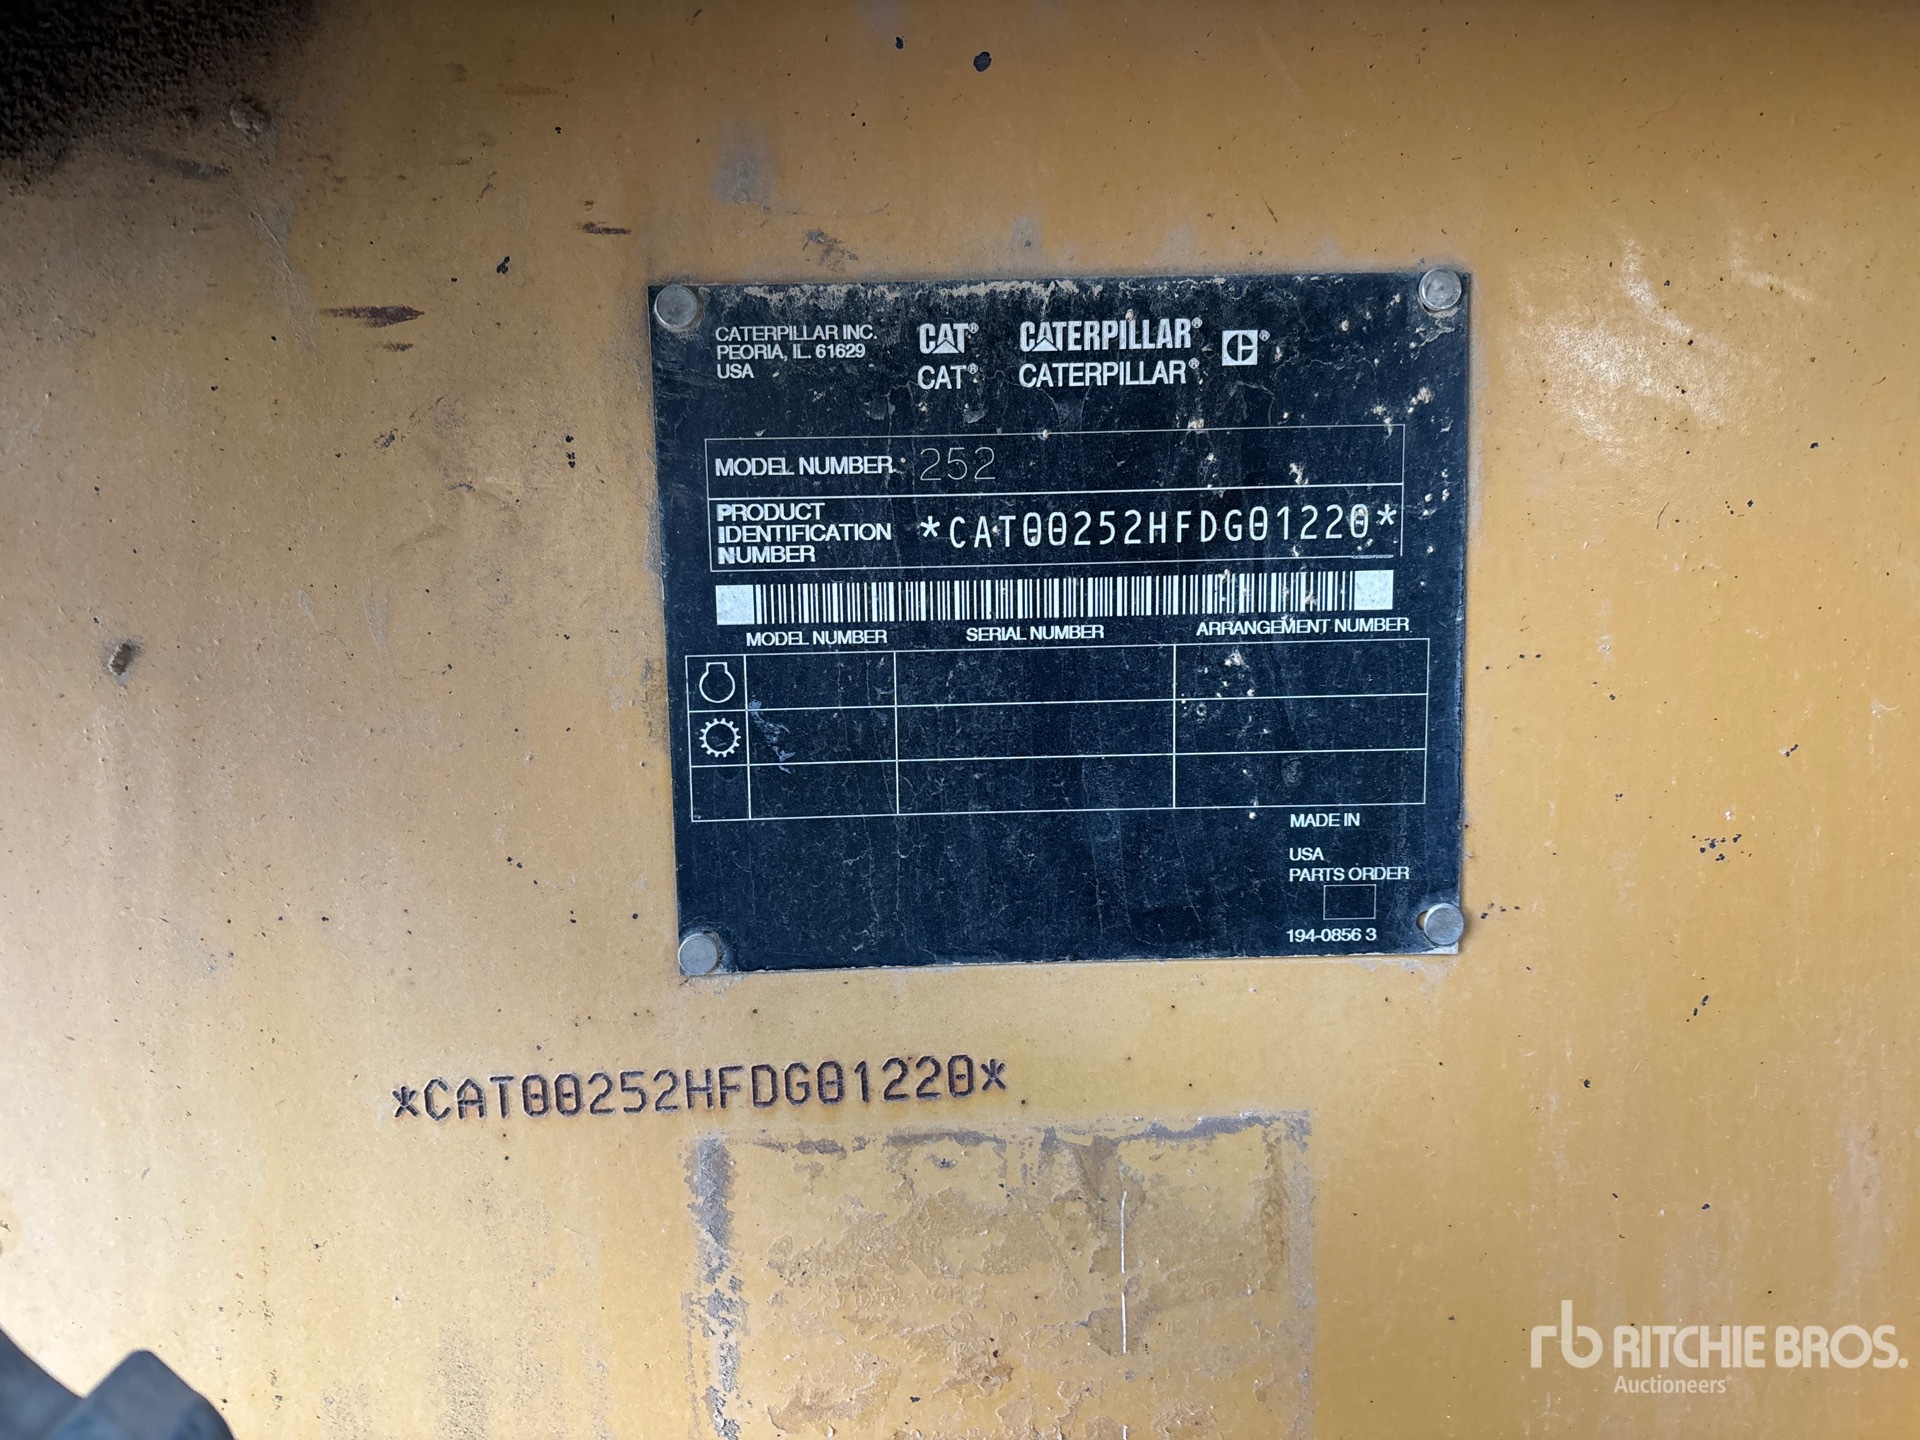 CATERPILLAR INC.
PEORIA, IL. 61629
USA
CAT® CATERPILLAR® C®
CAT® CATERPILLAR®
MODEL NUMBER 252
PRODUCT
IDENTIFICATION
NUMBER
*CAT00252HFDG01220*
MODEL NUMBER SERIAL NUMBER ARRANGEMENT NUMBER
MADE IN
USA
PARTS ORDER
194-0856 3
*CAT00252HFDG01220*
rb RITCHIE BROS.
Auctioneers